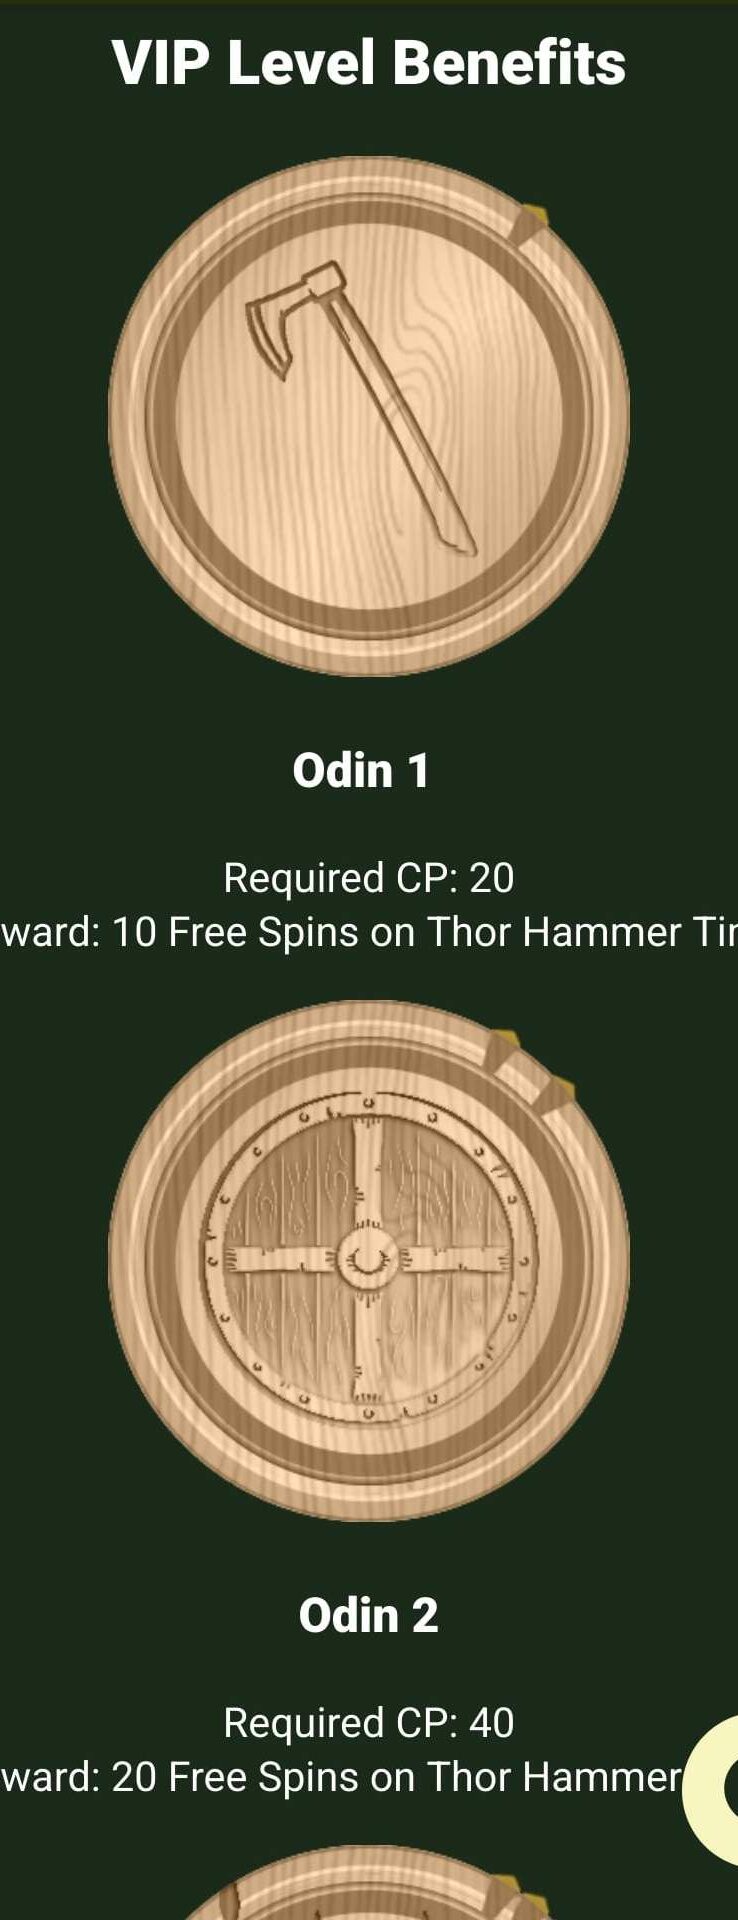 VIP Level Benefits
Odin 1
Required CP: 20
ward: 10 Free Spins on Thor Hammer
Odin 2
Required CP: 40
ward: 20 Free Spins on Thor Hammer